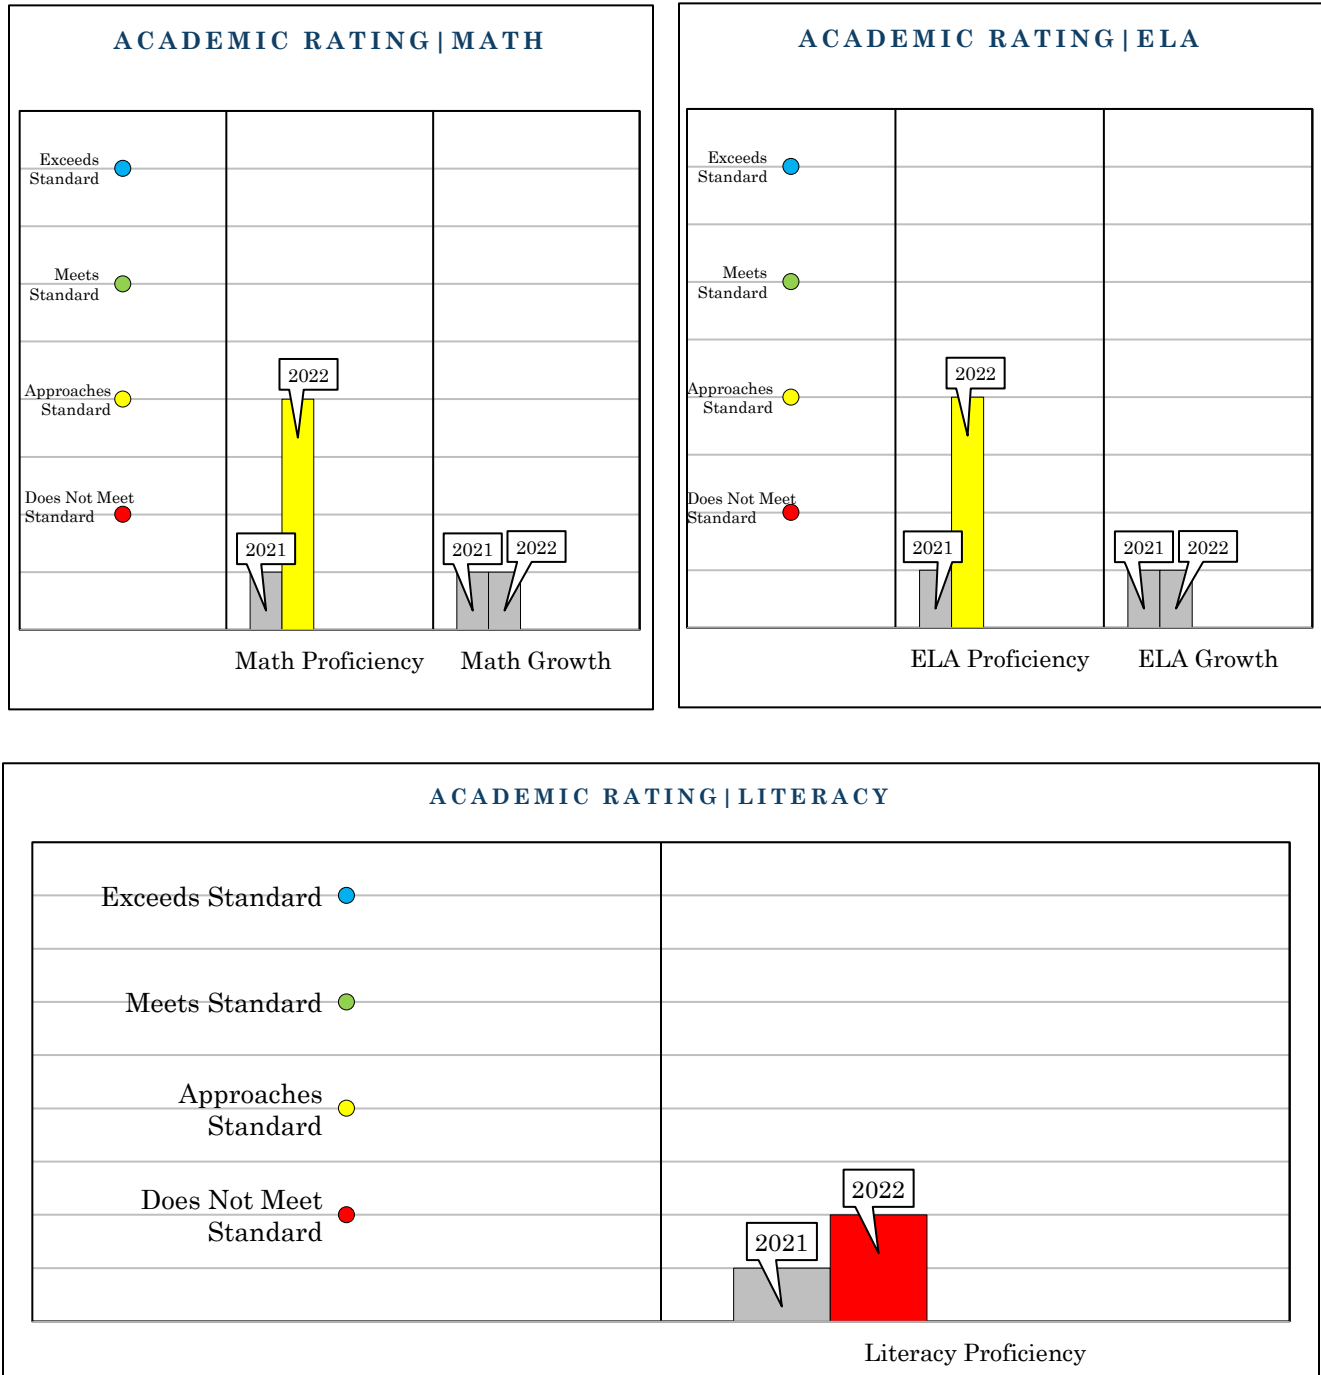 ACADEMIC RATING|MATH
Exceeds
Standard
Meets
Standard
Approaches
Standard
Does Not Meet
Standard
2022
2021
2021
2022
Math Proficiency
Math Growth
ACADEMIC RATING|ELA
Exceeds
Standard
Meets
Standard
Approaches
Standard
Does Not Meet
Standard
2022
2021
2021
2022
ELA Proficiency
ELA Growth
ACADEMIC RATING|LITERACY
Exceeds Standard
Meets Standard
Approaches
Standard
Does Not Meet
Standard
2022
2021
Literacy Proficiency